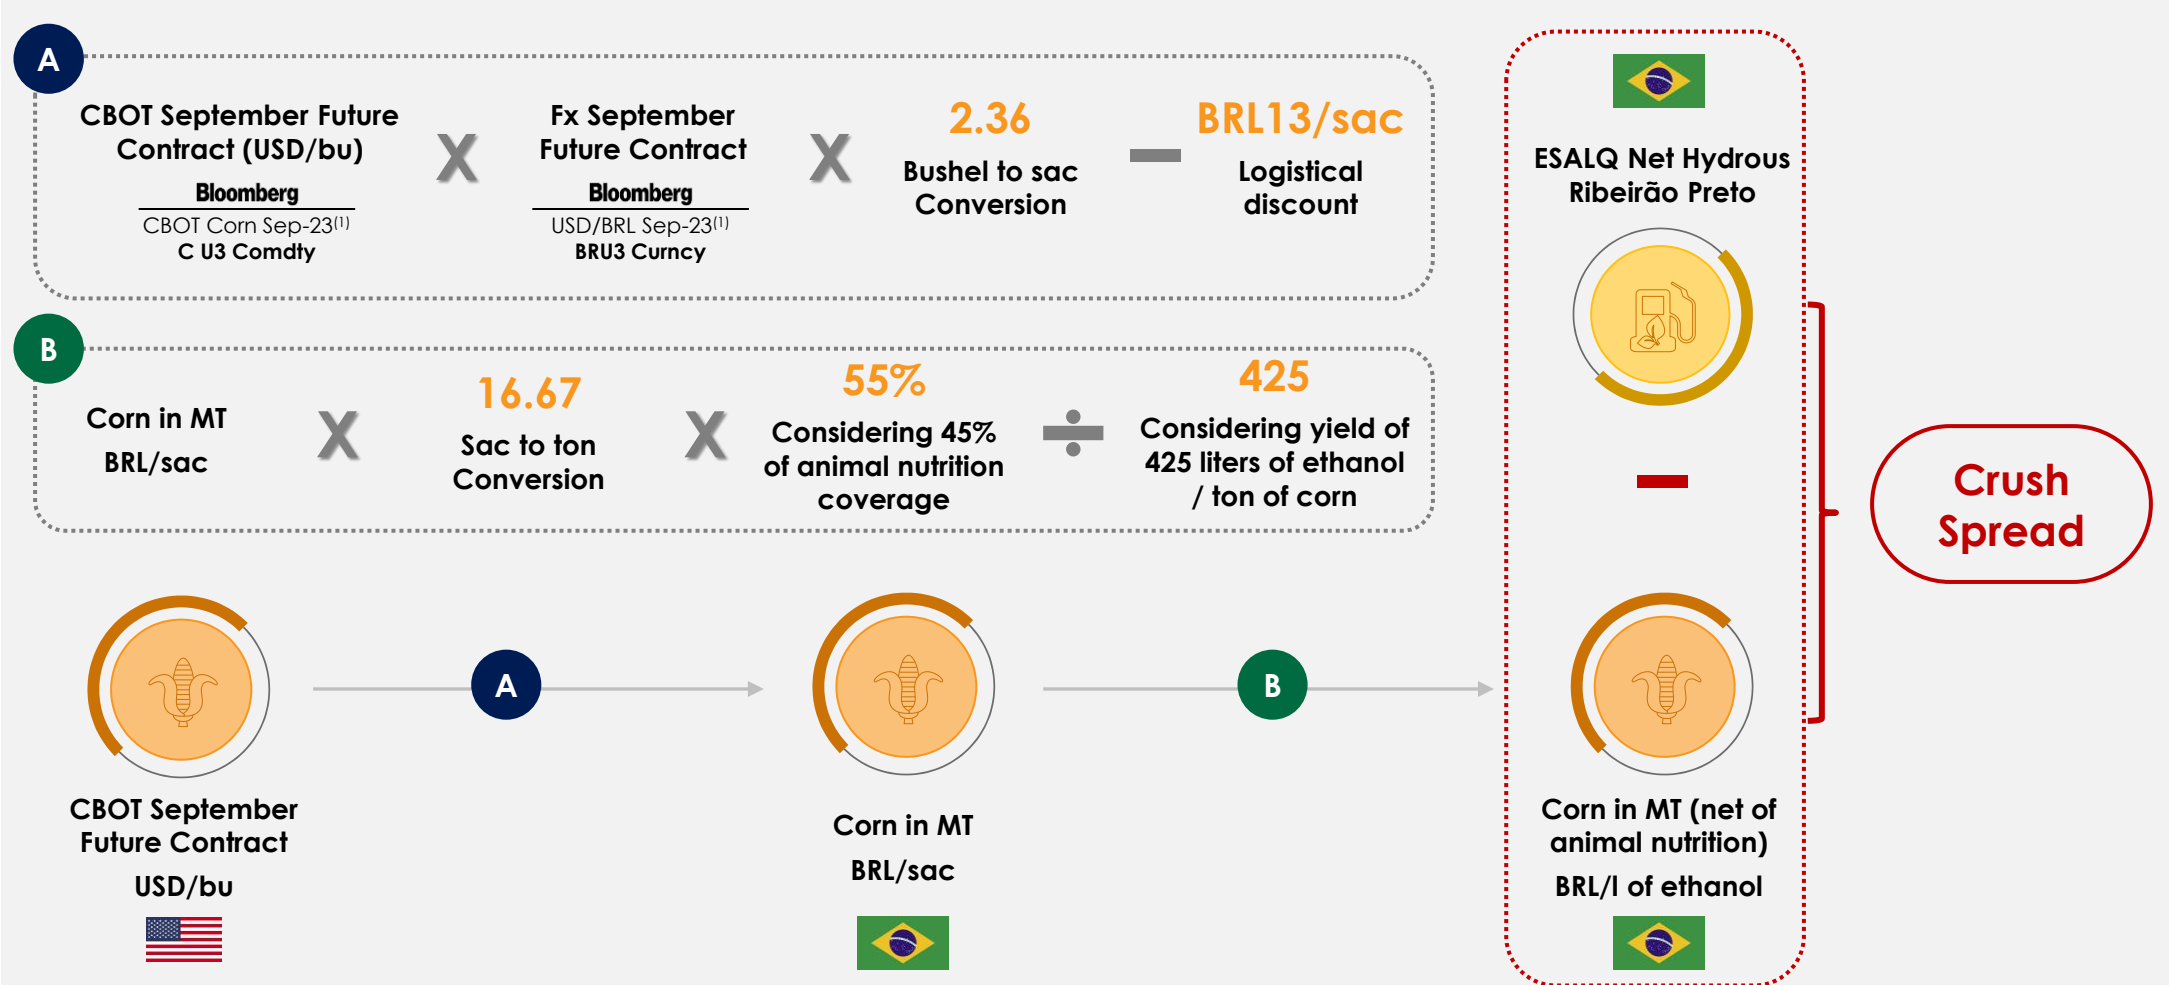 A
CBOT September Future
Contract (USD/bu)
Bloomberg
CBOT Corn Sep-23(1)
C U3 Comdty
X
Fx September
Future Contract
Bloomberg
USD/BRL Sep-23(1)
BRU3 Curncy
X
2.36
Bushel to sac
Conversion
BRL13/sac
Logistical
discount
B
Corn in MT
BRL/sac
X
16.67
Sac to ton
Conversion
X
55%
Considering 45%
of animal nutrition
coverage
÷
425
Considering yield of
425 liters of ethanol
/ ton of corn
ESALQ Net Hydrous
Ribeirão Preto
Crush
Spread
A
B
CBOT September
Future Contract
USD/bu
Corn in MT
BRL/sac
Corn in MT (net of
animal nutrition)
BRL/l of ethanol